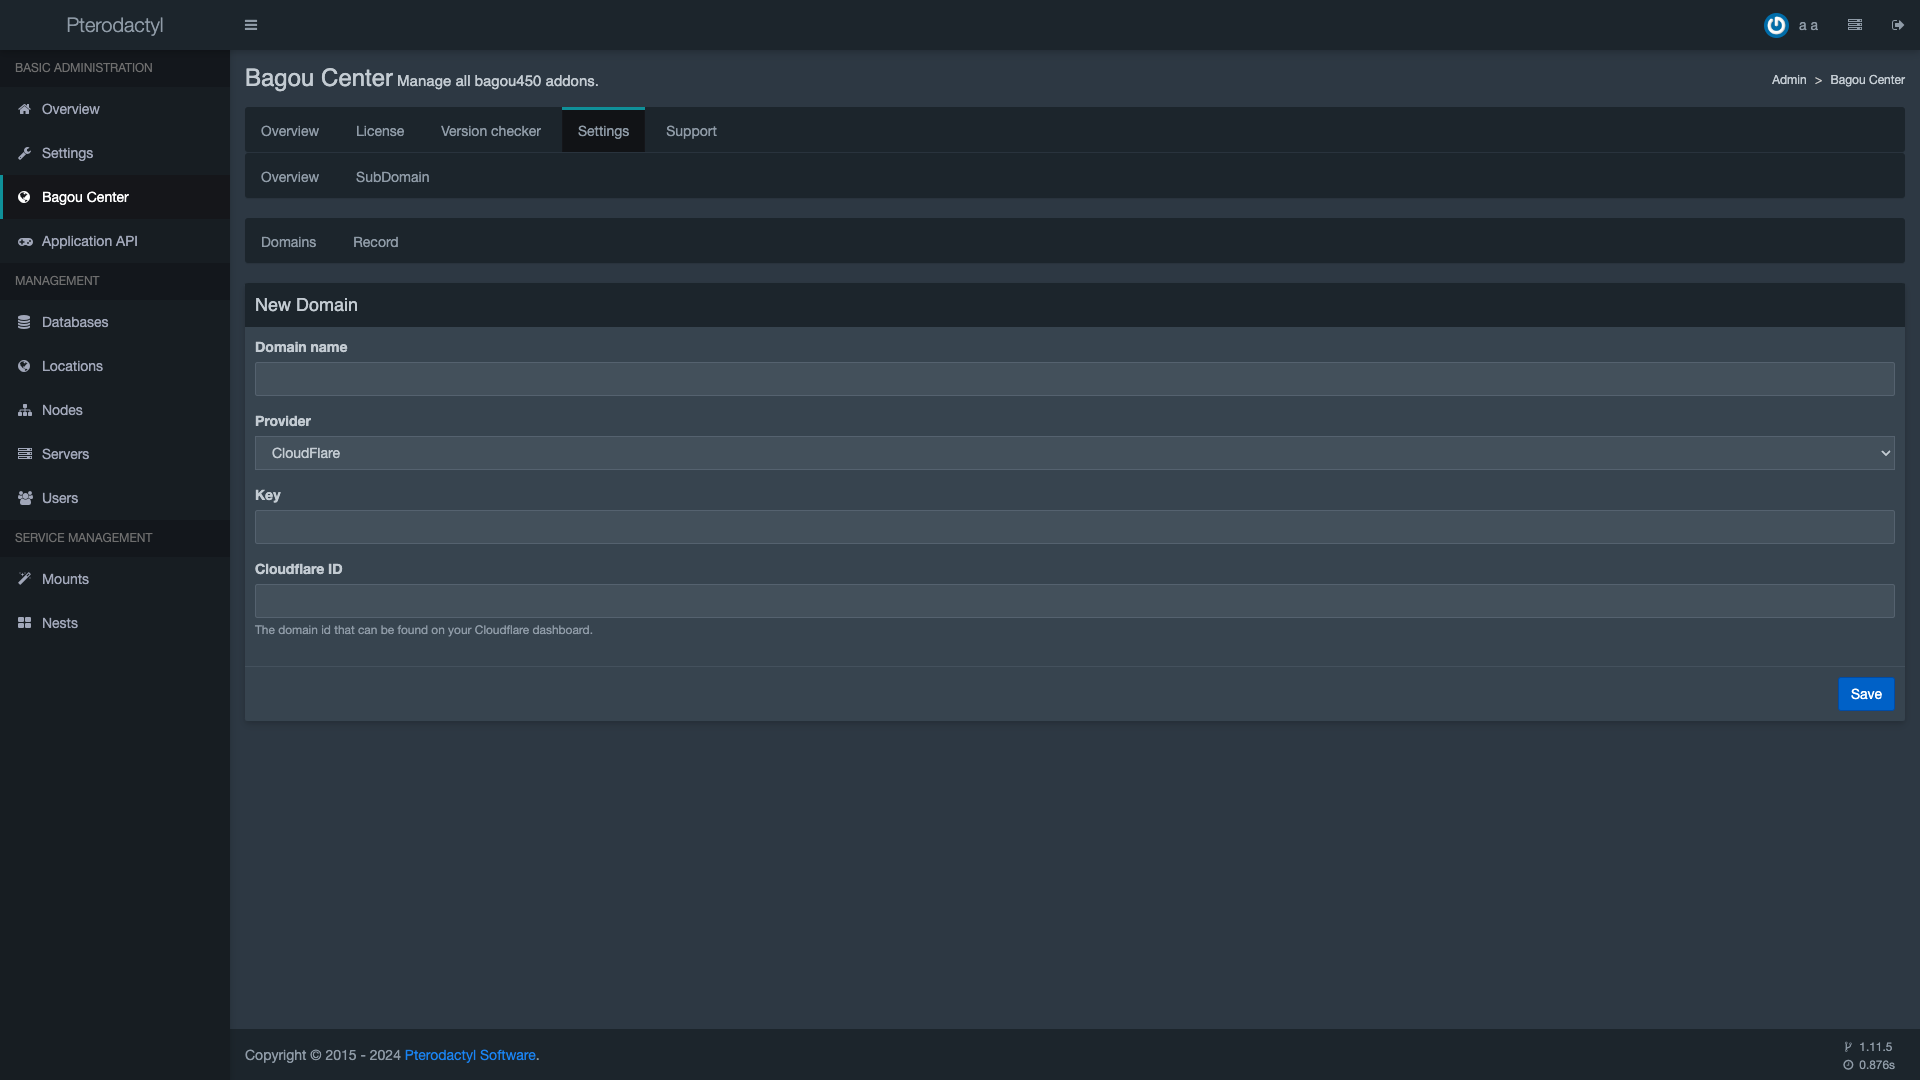 Pterodactyl
a a
BASIC ADMINISTRATION
Overview
Settings
Bagou Center
Application API
MANAGEMENT
Databases
Locations
Nodes
Servers
Users
SERVICE MANAGEMENT
Mounts
Nests
Bagou Center Manage all bagou450 addons.
Admin > Bagou Center
Overview License Version checker Settings Support
Overview SubDomain
Domains Record
New Domain
Domain name
Provider
CloudFlare
Key
Cloudflare ID
The domain id that can be found on your Cloudflare dashboard.
Save
Copyright © 2015 - 2024 Pterodactyl Software.
1.11.5
0.876s